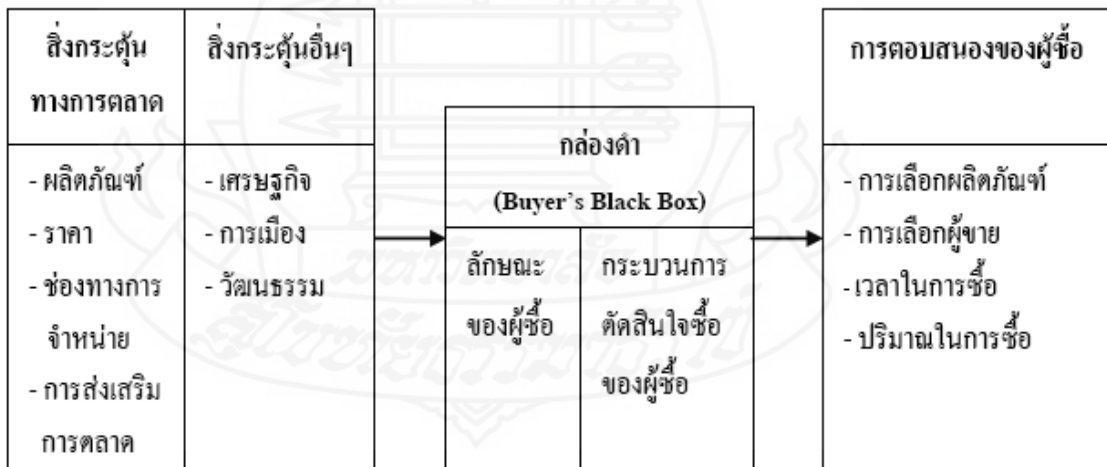 สิ่งกระตุ้น
ทางการตลาด
- ผลิตภัณฑ์
- ราคา
- ช่องทางการ
จำหน่าย
- การส่งเสริม
การตลาด
สิ่งกระตุ้นอื่นๆ
- เศรษฐกิจ
- การเมือง
- วัฒนธรรม
กล่องดำ
(Buyer's Black Box)
ลักษณะ
ของผู้ซื้อ
กระบวนการ
ตัดสินใจซื้อ
ของผู้ซื้อ
การตอบสนองของผู้ซื้อ
- การเลือกผลิตภัณฑ์
- การเลือกผู้ขาย
- เวลาในการซื้อ
- ปริมาณในการซื้อ